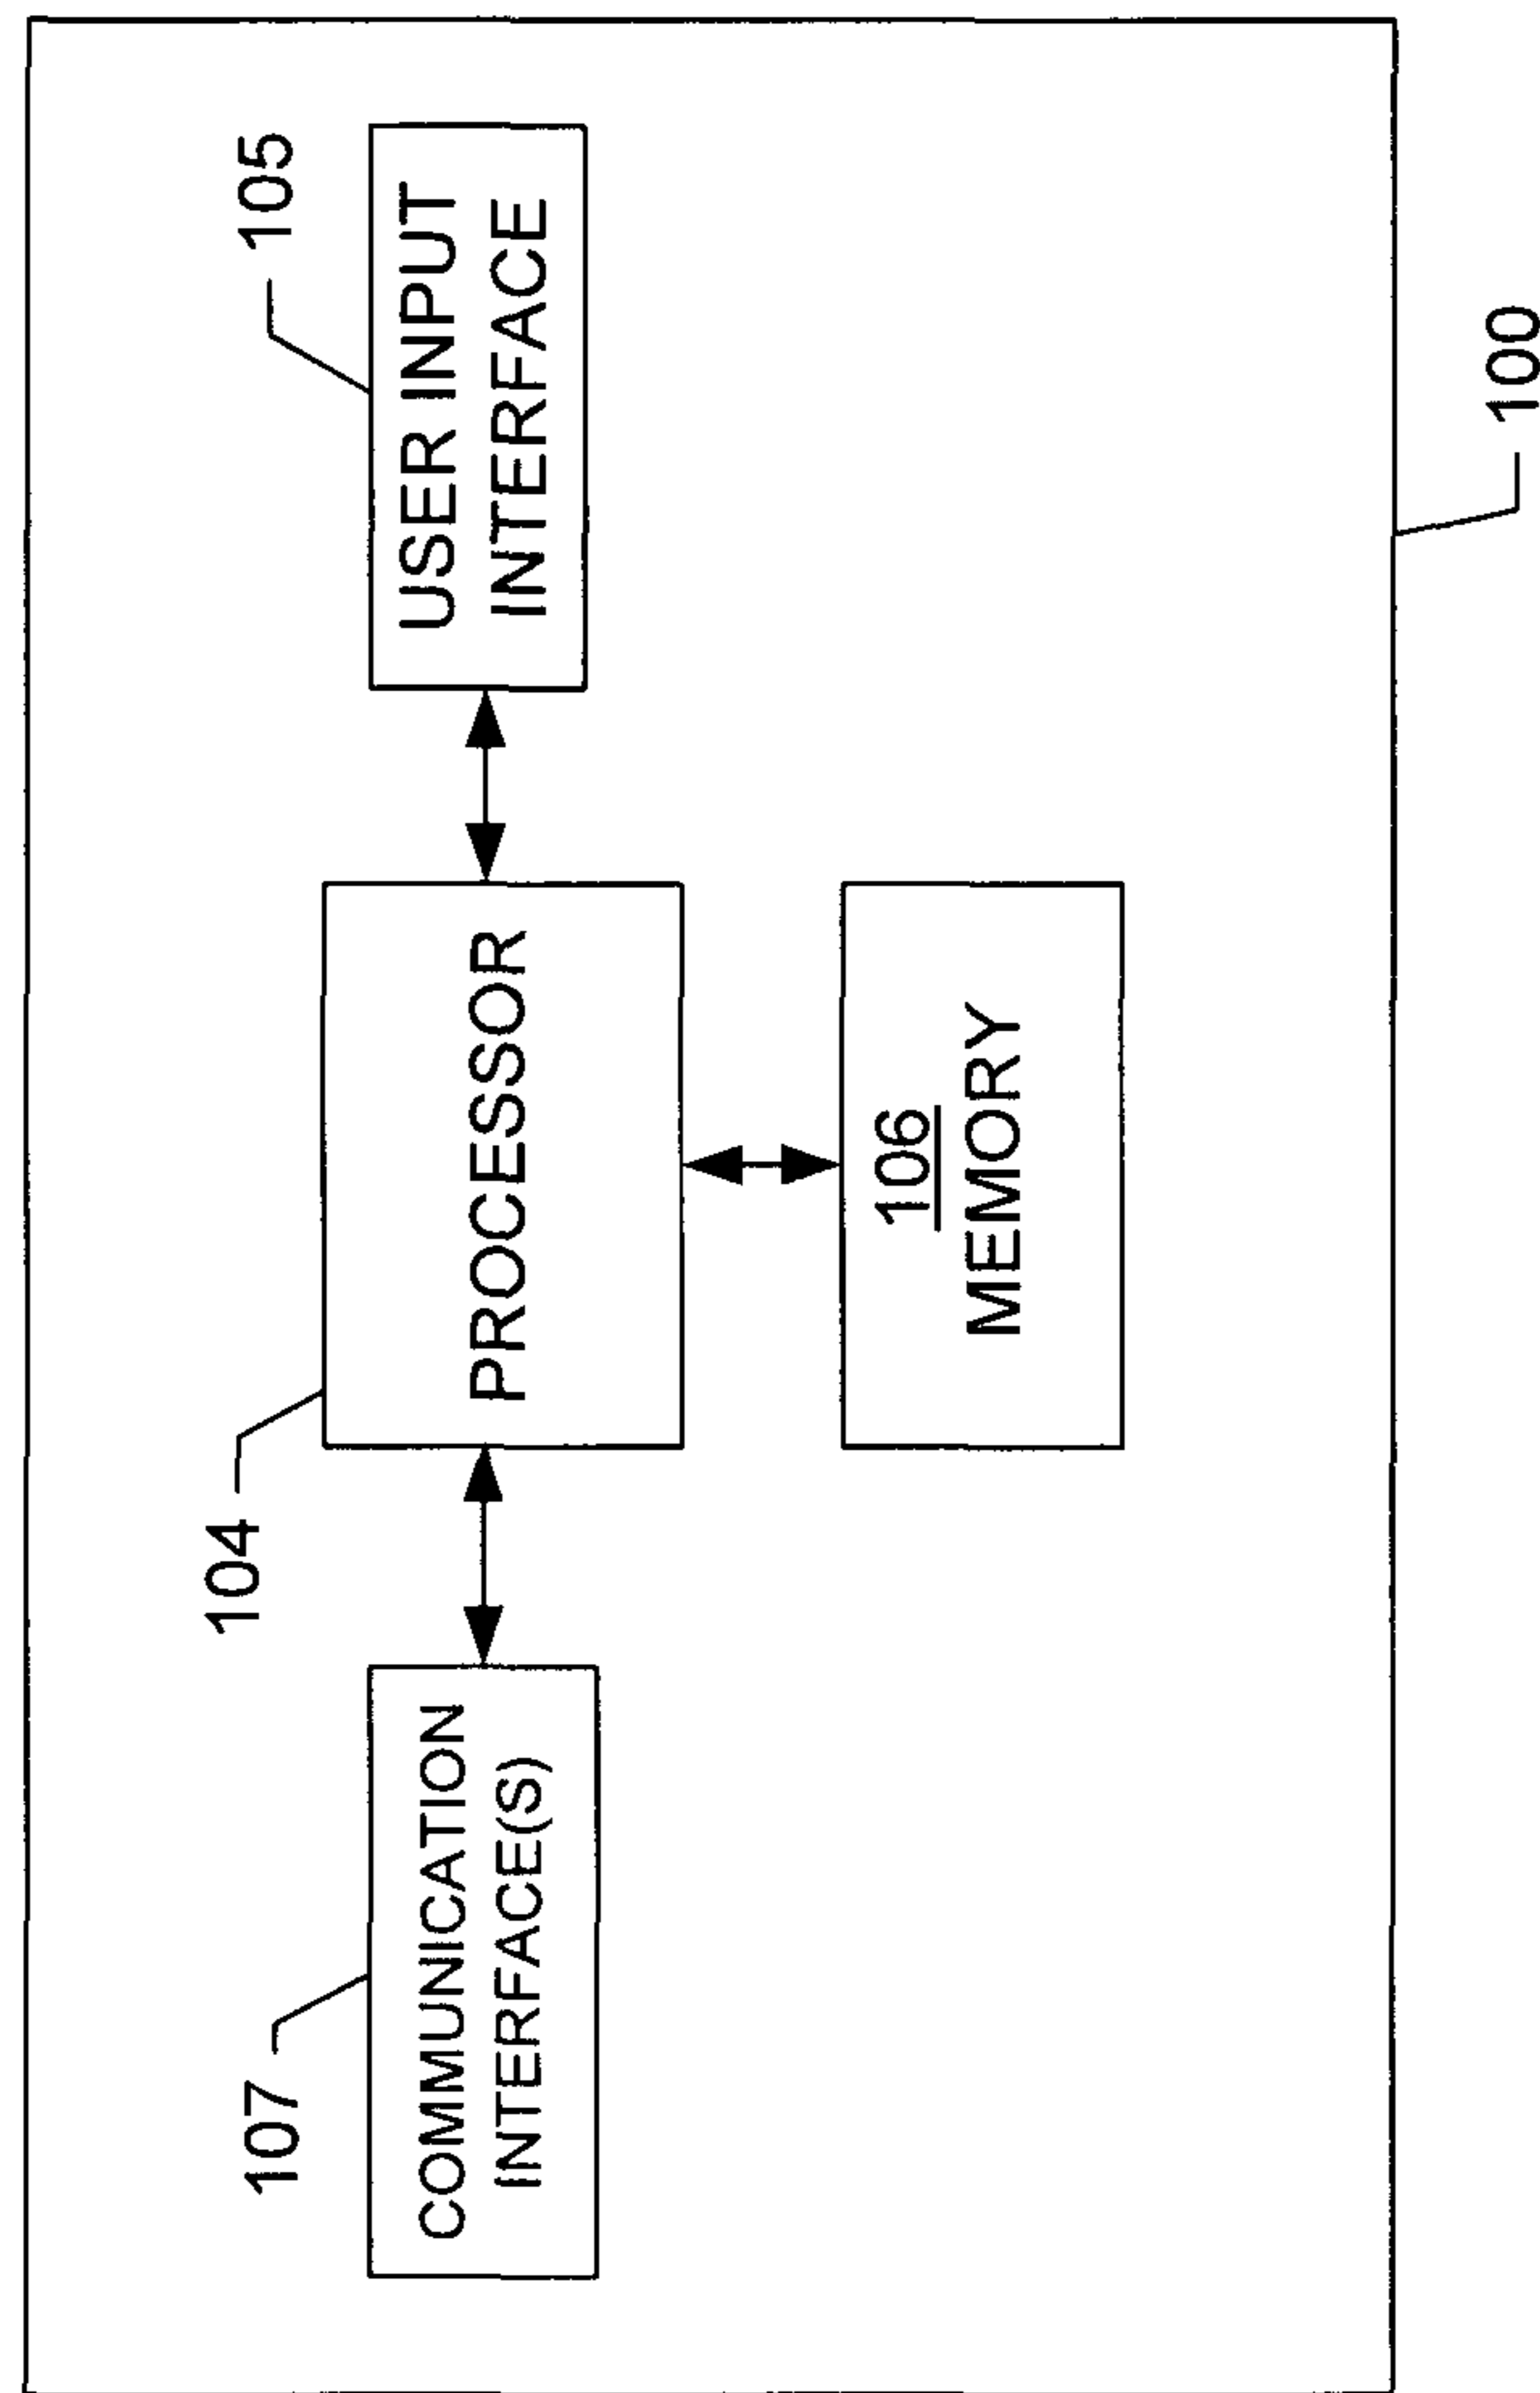 107
COMMUNICATION
INTERFACE(S)
104
PROCESSOR
105
USER INPUT
INTERFACE
106
MEMORY
100